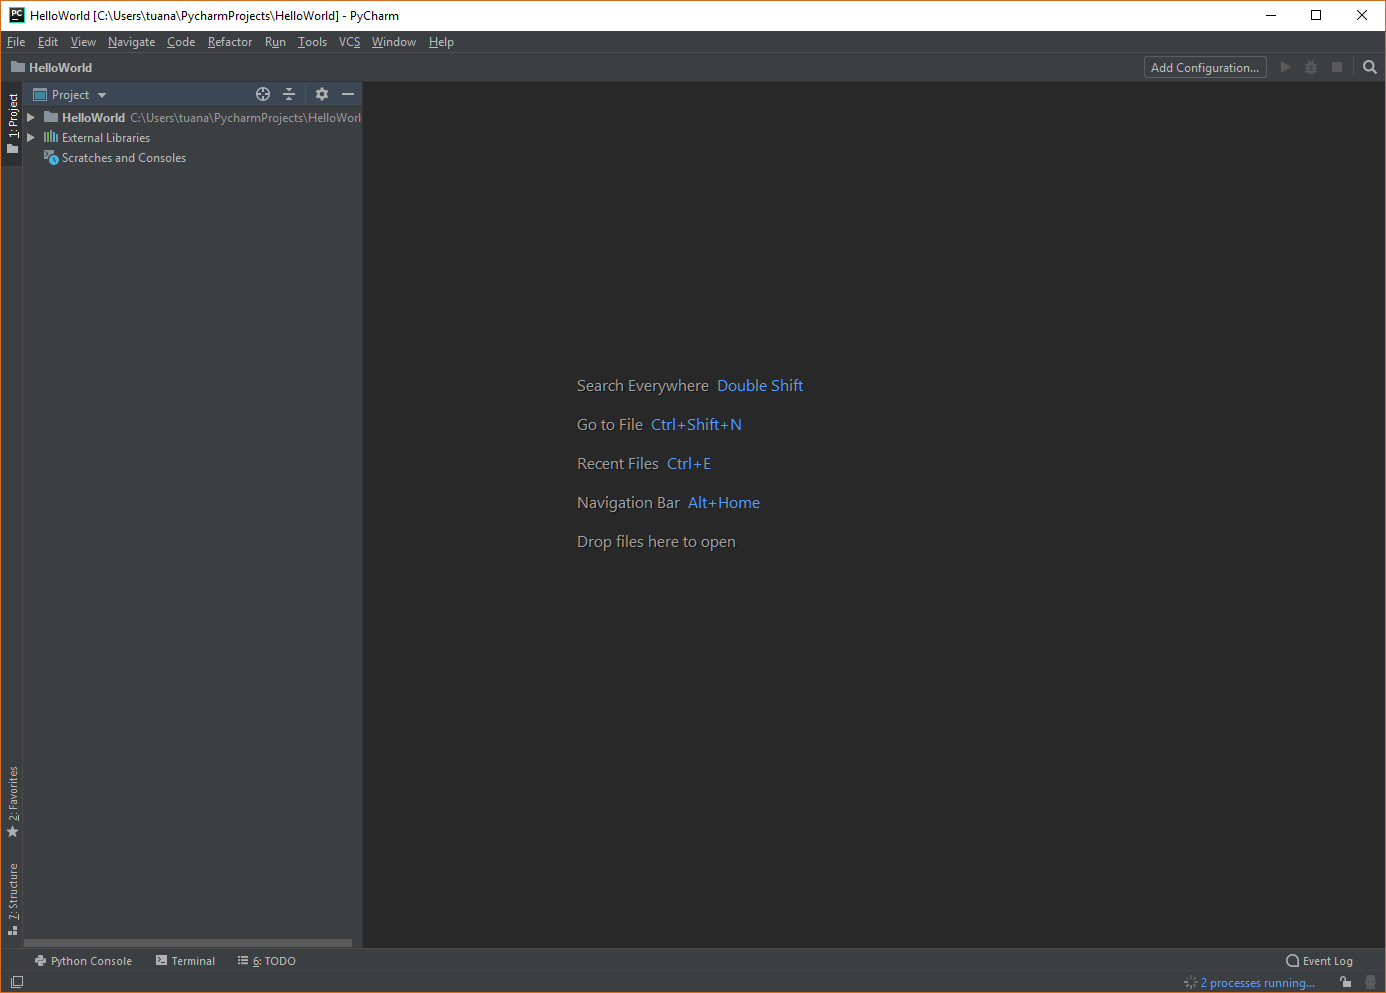 PC HelloWorld [C:\Users\tuana\PycharmProjects\HelloWorld] - PyCharm
File Edit View Navigate Code Refactor Run Tools VCS Window Help
HelloWorld Add Configuration...
1: Project
Project
HelloWorld C:\Users\tuana\PycharmProjects\HelloWorl
External Libraries
Scratches and Consoles
Search Everywhere Double Shift
Go to File Ctrl+Shift+N
Recent Files Ctrl+E
Navigation Bar Alt+Home
Drop files here to open
2: Favorites
7: Structure
Python Console Terminal 6: TODO Event Log
2 processes running...